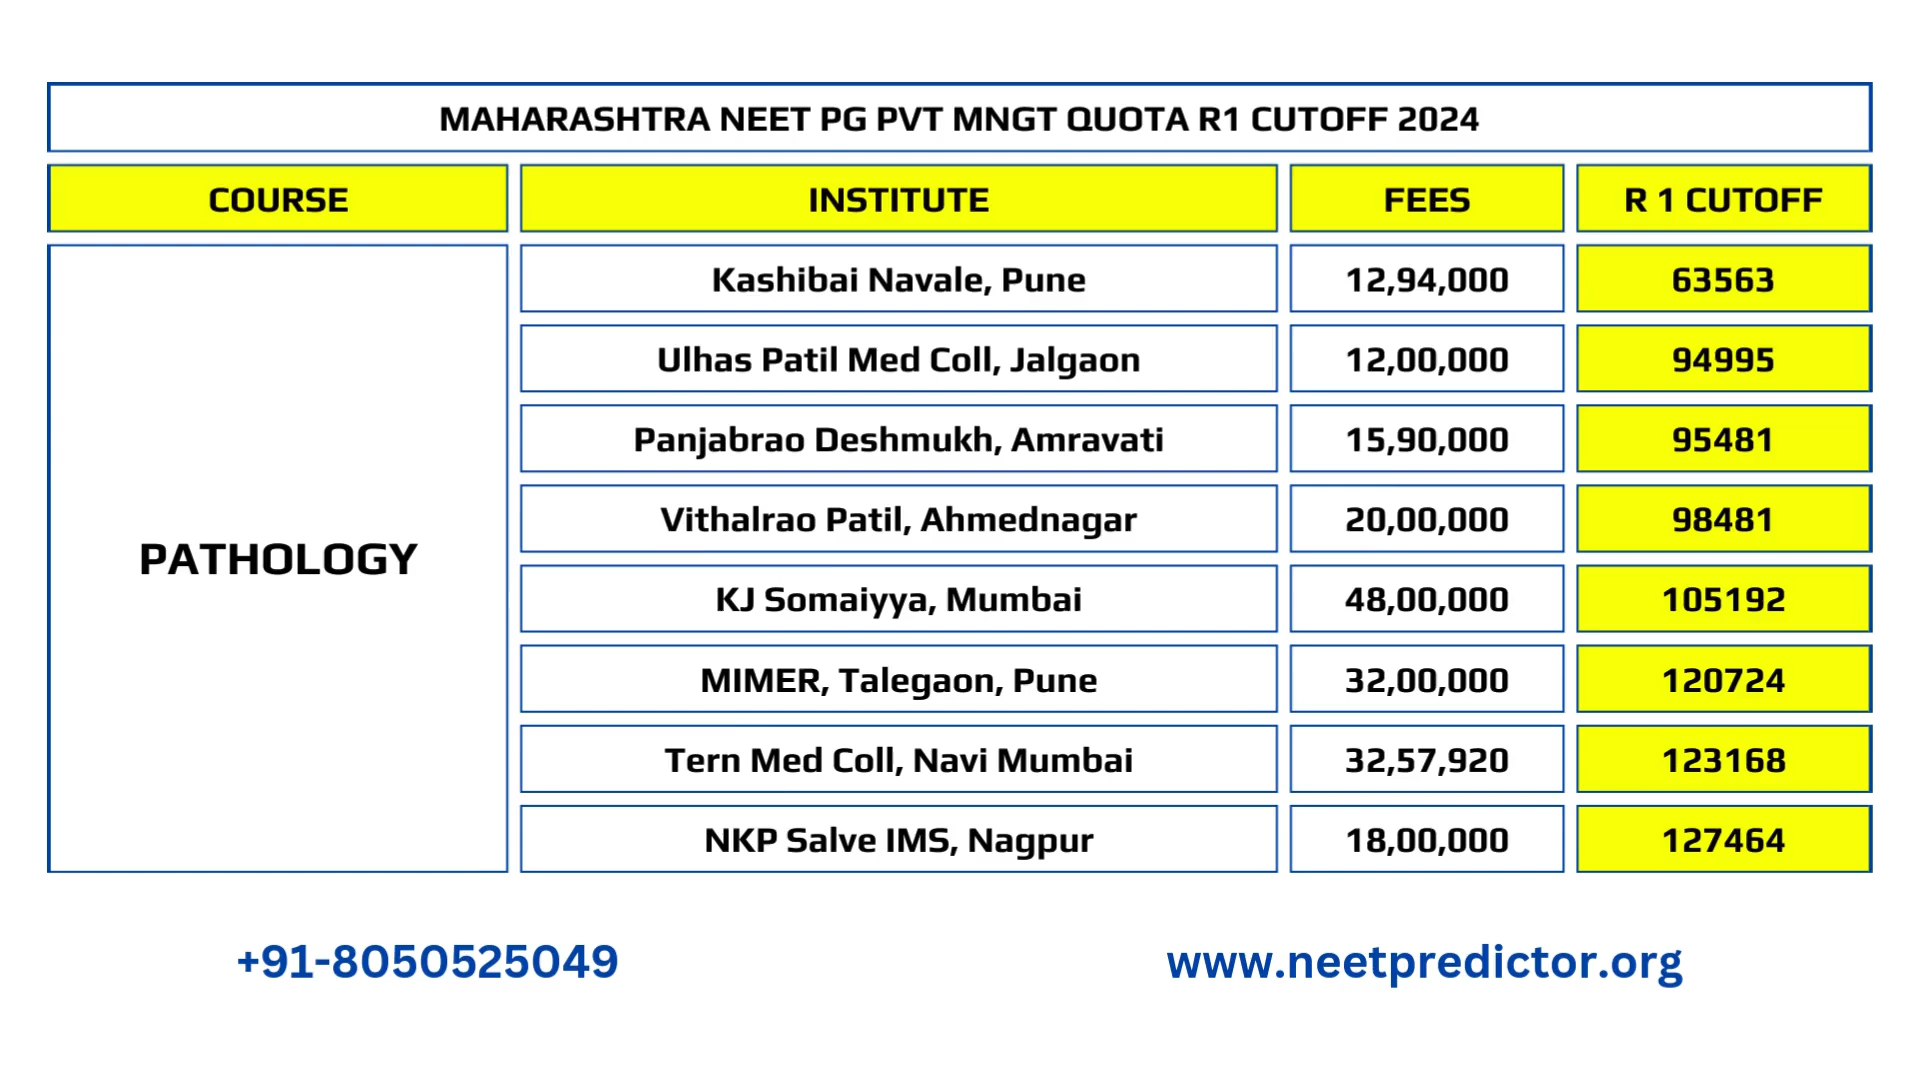 MAHARASHTRA NEET PG PVT MNGT QUOTA R1 CUTOFF 2024
COURSE INSTITUTE FEES R 1 CUTOFF
PATHOLOGY
Kashibai Navale, Pune 12,94,000 63563
Ulhas Patil Med Coll, Jalgaon 12,00,000 94995
Panjabrao Deshmukh, Amravati 15,90,000 95481
Vithalrao Patil, Ahmednagar 20,00,000 98481
KJ Somaiyya, Mumbai 48,00,000 105192
MIMER, Talegaon, Pune 32,00,000 120724
Tern Med Coll, Navi Mumbai 32,57,920 123168
NKP Salve IMS, Nagpur 18,00,000 127464
+91-8050525049 www.neetpredictor.org